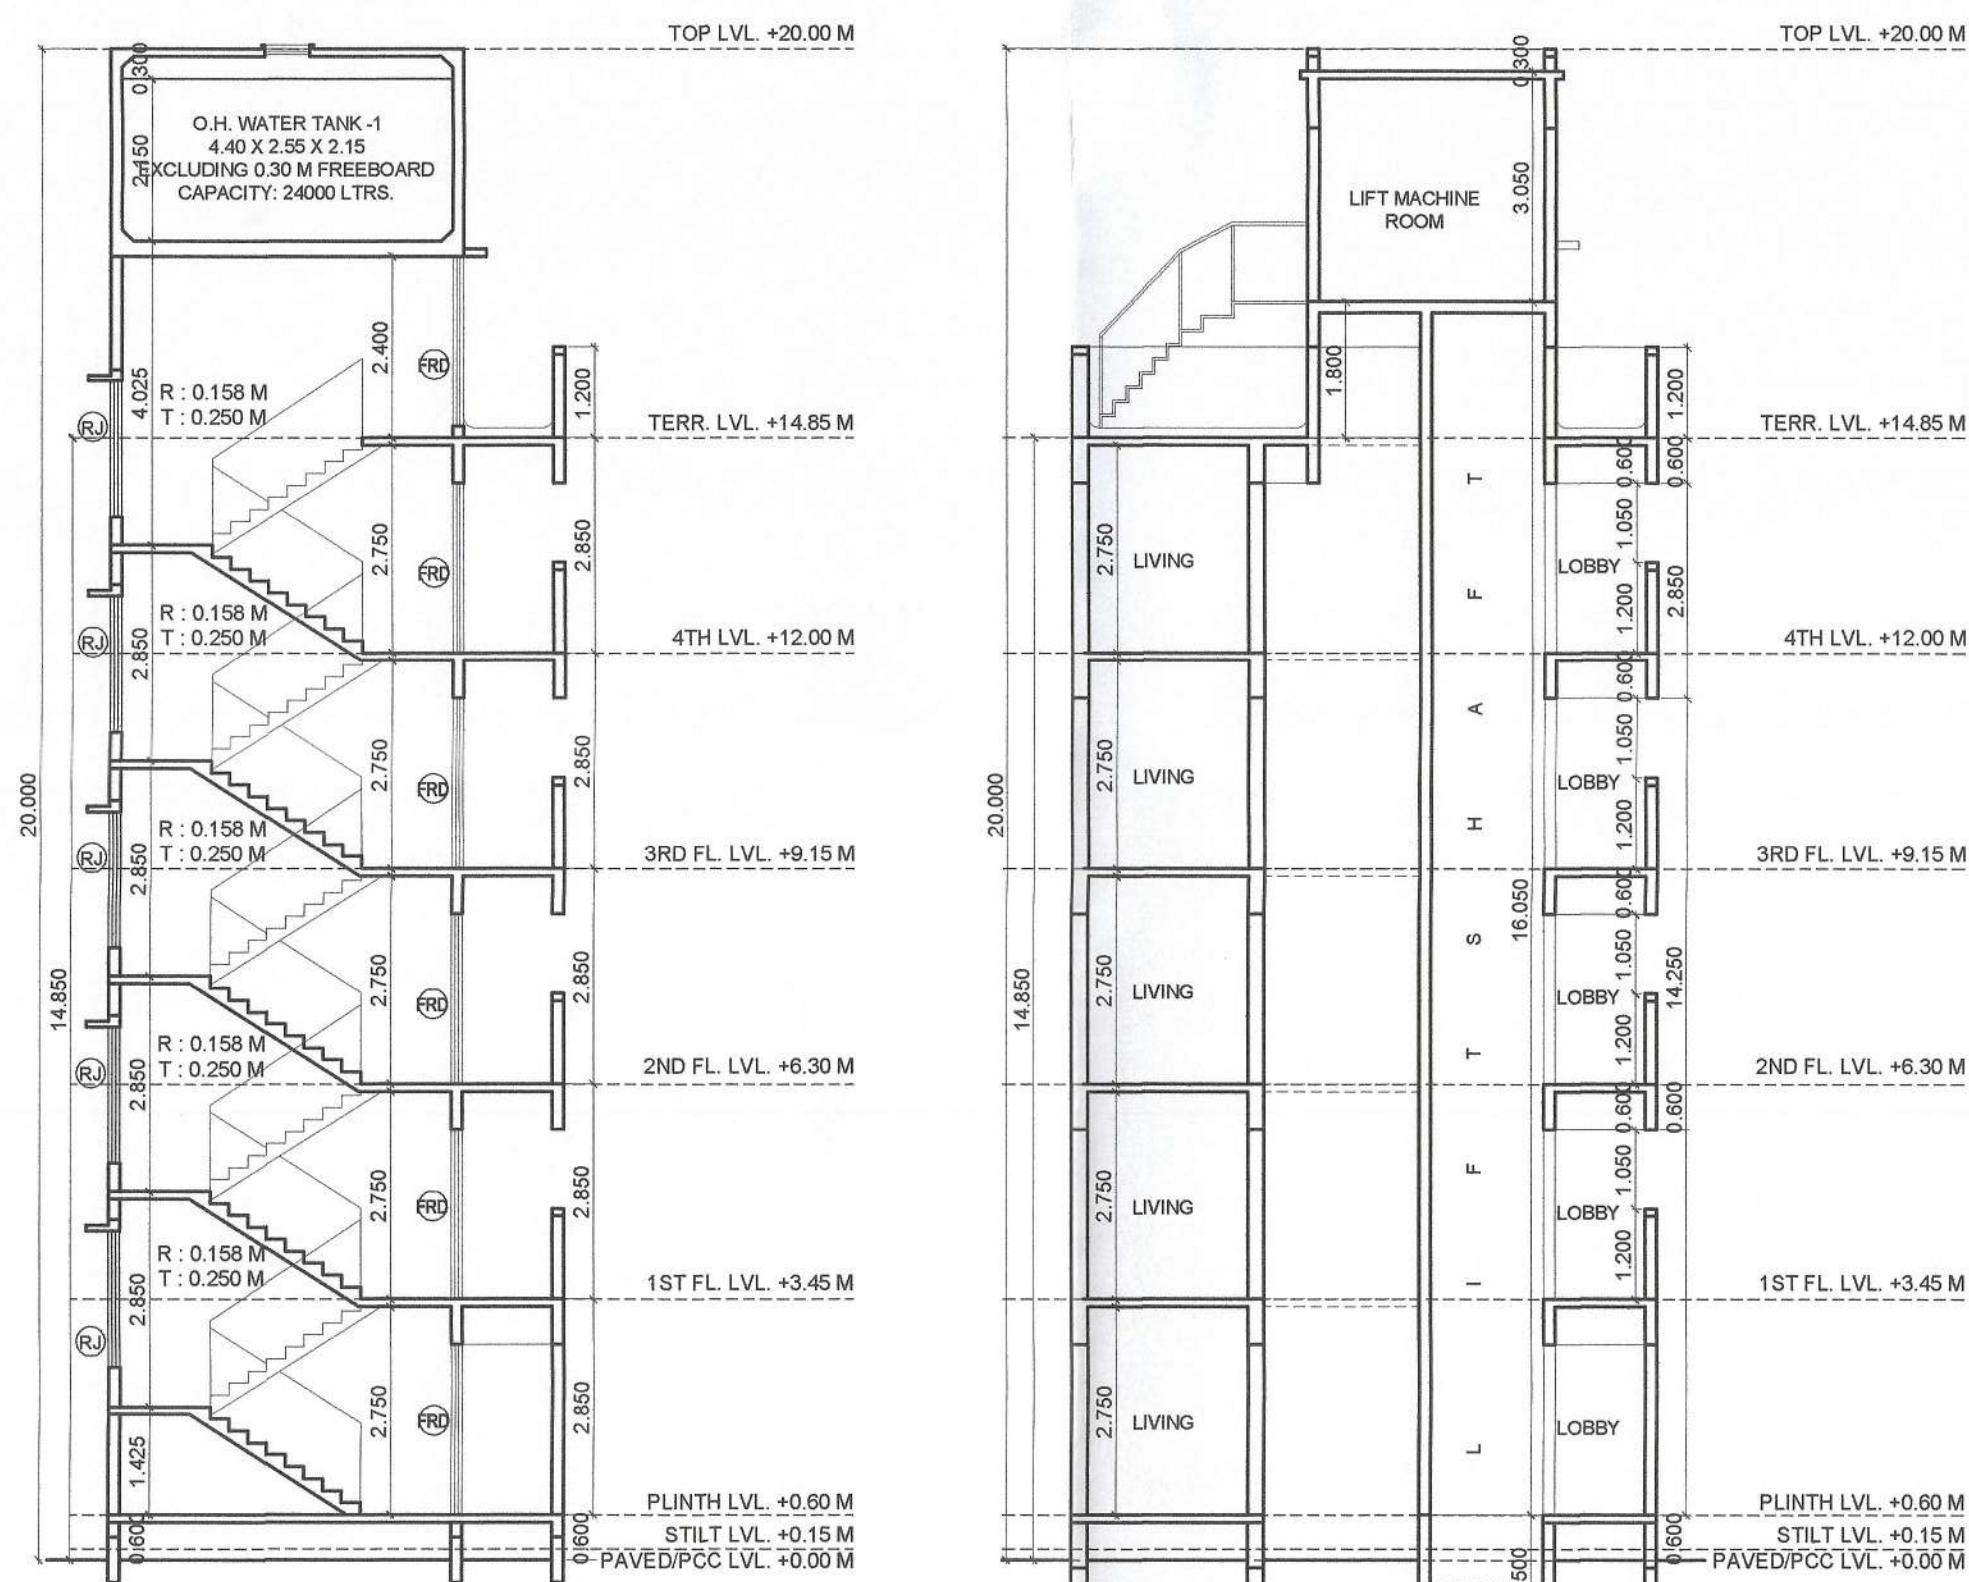 TOP LVL. +20.00 M
0.300
O.H. WATER TANK -1
4.40 X 2.55 X 2.15
EXCLUDING 0.30 M FREEBOARD
CAPACITY: 24000 LTRS.
2.150
2.400
FRD
4.025
R : 0.158 M
T : 0.250 M
1.200
RJ
TERR. LVL. +14.85 M
2.750
FRD
2.850
R : 0.158 M
T : 0.250 M
RJ
2.850
4TH LVL. +12.00 M
2.750
FRD
2.850
20.000
R : 0.158 M
T : 0.250 M
RJ
2.850
3RD FL. LVL. +9.15 M
14.850
2.750
FRD
2.850
R : 0.158 M
T : 0.250 M
RJ
2.850
2ND FL. LVL. +6.30 M
2.750
FRD
2.850
R : 0.158 M
T : 0.250 M
2.850
1ST FL. LVL. +3.45 M
RJ
2.750
FRD
2.850
1.425
PLINTH LVL. +0.60 M
0.600
0.600
STILT LVL. +0.15 M
PAVED/PCC LVL. +0.00 M
TOP LVL. +20.00 M
0.300
LIFT MACHINE
ROOM
3.050
1.800
1.200
TERR. LVL. +14.85 M
0.600
0.600
2.750
LIVING
1.050
LOBBY
1.200
2.850
4TH LVL. +12.00 M
0.600
2.750
LIVING
1.050
LOBBY
1.200
20.000
3RD FL. LVL. +9.15 M
0.600
16.050
14.850
2.750
LIVING
1.050
LOBBY
1.200
14.250
2ND FL. LVL. +6.30 M
0.600
0.600
2.750
LIVING
1.050
LOBBY
1.200
1ST FL. LVL. +3.45 M
2.750
LIVING
LOBBY
LIFT SHAFT
PLINTH LVL. +0.60 M
0.600
STILT LVL. +0.15 M
PAVED/PCC LVL. +0.00 M